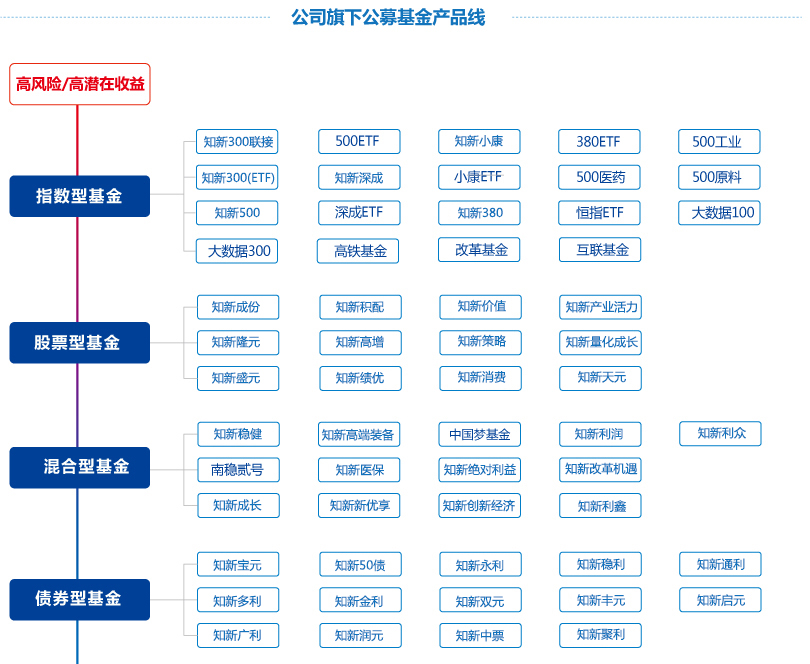 公司旗下公募基金产品线
高风险/高潜在收益
指数型基金
知新300联接 500ETF 知新小康 380ETF 500工业
知新300(ETF) 知新深成 小康ETF 500医药 500原料
知新500 深成ETF 知新380 恒指ETF 大数据100
大数据300 高铁基金 改革基金 互联基金
股票型基金
知新成份 知新积配 知新价值 知新产业活力
知新隆元 知新高增 知新策略 知新量化成长
知新盛元 知新绩优 知新消费 知新天元
混合型基金
知新稳健 知新高端装备 中国梦基金 知新利润 知新利众
南稳贰号 知新医保 知新绝对利益 知新改革机遇
知新成长 知新新优享 知新创新经济 知新利鑫
债券型基金
知新宝元 知新50债 知新永利 知新稳利 知新通利
知新多利 知新金利 知新双元 知新丰元 知新启元
知新广利 知新润元 知新中票 知新聚利